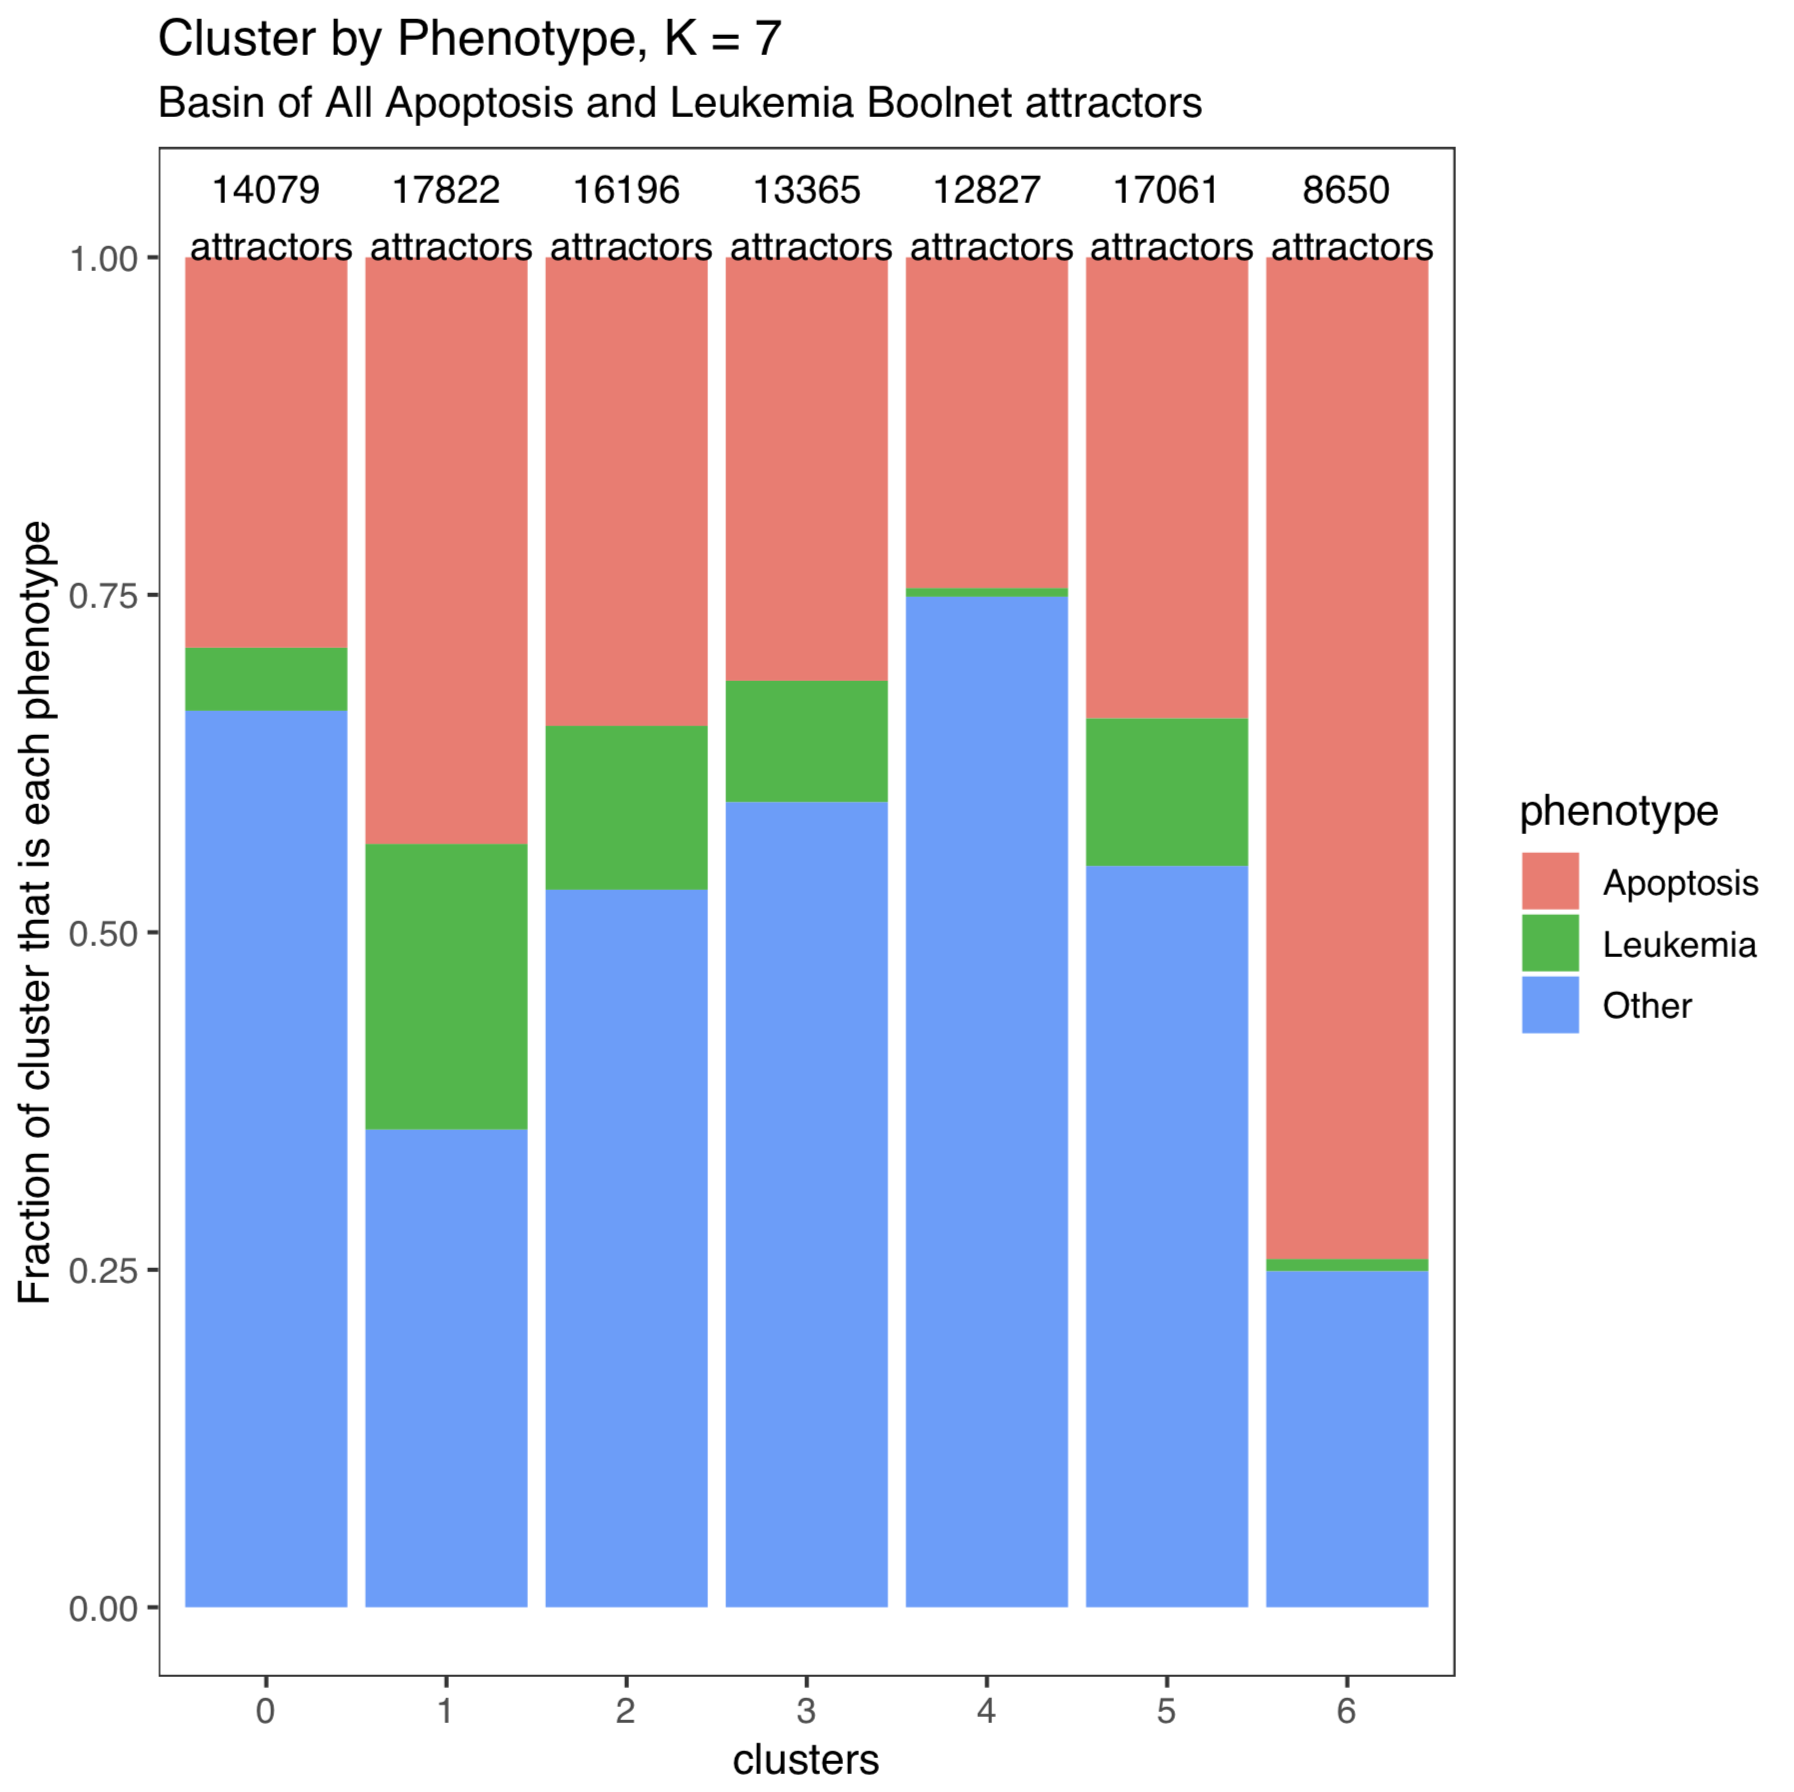 Cluster by Phenotype, K = 7
Basin of All Apoptosis and Leukemia Boolnet attractors
14079 17822 16196 13365 12827 17061 8650
attractors attractors attractors attractors attractors attractors attractors
1.00
0.75
0.50
0.25
0.00
Fraction of cluster that is each phenotype
0 1 2 3 4 5 6
clusters
phenotype
Apoptosis
Leukemia
Other